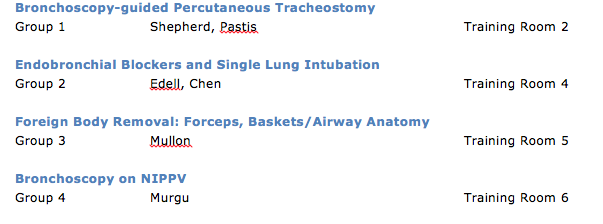 Bronchoscopy-guided Percutaneous Tracheostomy
Group 1 Shepherd, Pastis Training Room 2
Endobronchial Blockers and Single Lung Intubation
Group 2 Edell, Chen Training Room 4
Foreign Body Removal: Forceps, Baskets/Airway Anatomy
Group 3 Mullon Training Room 5
Bronchoscopy on NIPPV
Group 4 Murgu Training Room 6